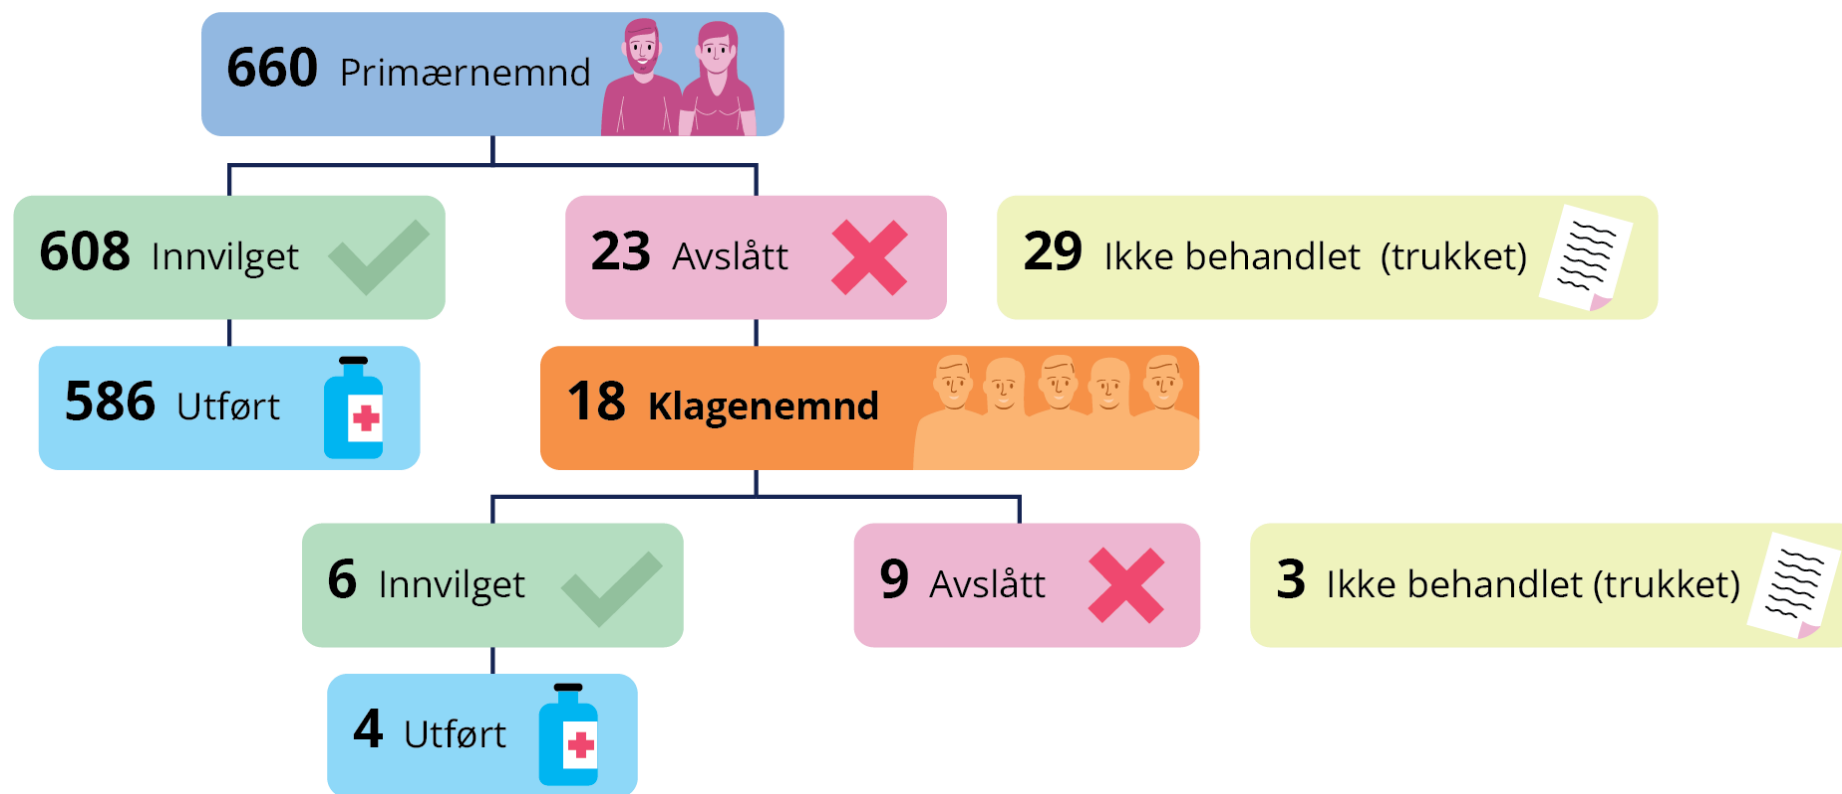 660 Primærnemnd
608 Innvilget
23 Avslått
29 Ikke behandlet (trukket)
586 Utført
18 Klagenemnd
6 Innvilget
9 Avslått
3 Ikke behandlet (trukket)
4 Utført